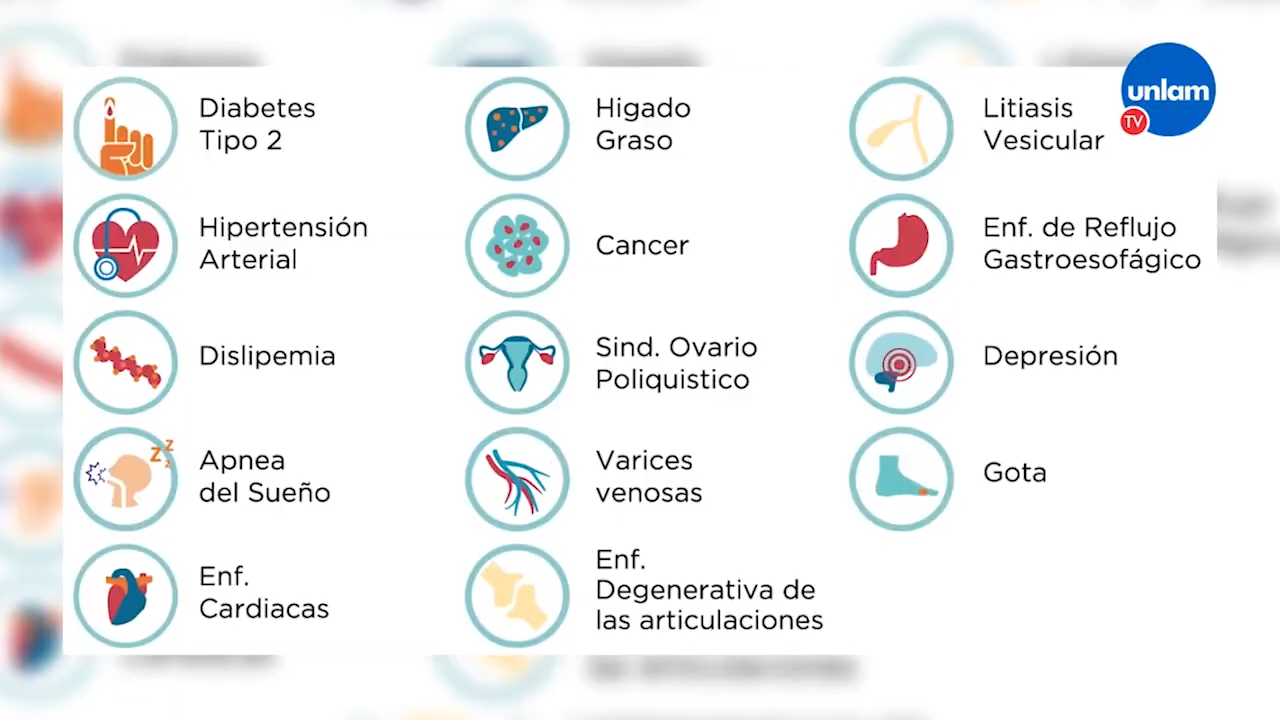 Diabetes
Tipo 2
Hipertensión
Arterial
Dislipemia
Apnea
del Sueño
Enf.
Cardiacas
Higado
Graso
Cancer
Sind. Ovario
Poliquistico
Varices
venosas
Enf.
Degenerativa de
las articulaciones
Litiasis
Vesicular
Enf. de Reflujo
Gastroesofágico
Depresión
Gota
unlam
TV
z z z